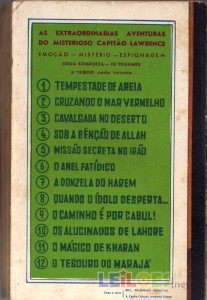 AS EXTRAORDINARIAS AVENTURAS
DO MISTERIOSO CAPITÃO LAWRENCE
EMOÇÃO — MISTÉRIO — ESPIONAGEM
OBRA COMPLETA — 12 VOLUMES
1 TEMPESTADE DE AREIA
2 CRUZANDO O MAR VERMELHO
3 CAVALGADA NO DESERTO
4 SOB A BÊNÇÃO DE ALLAH
5 MISSÃO SECRETA NO IRÃO
6 O ANEL FATÍDICO
7 A DONZELA DO HAREM
8 QUANDO O ÍDOLO DESPERTA...
9 O CAMINHO É POR CABUL!
10 OS ALUCINADOS DE LAHORE
11 O MÁGICO DE KHARAN
12 O TESOURO DO MARAJÁ
LEILOES.net